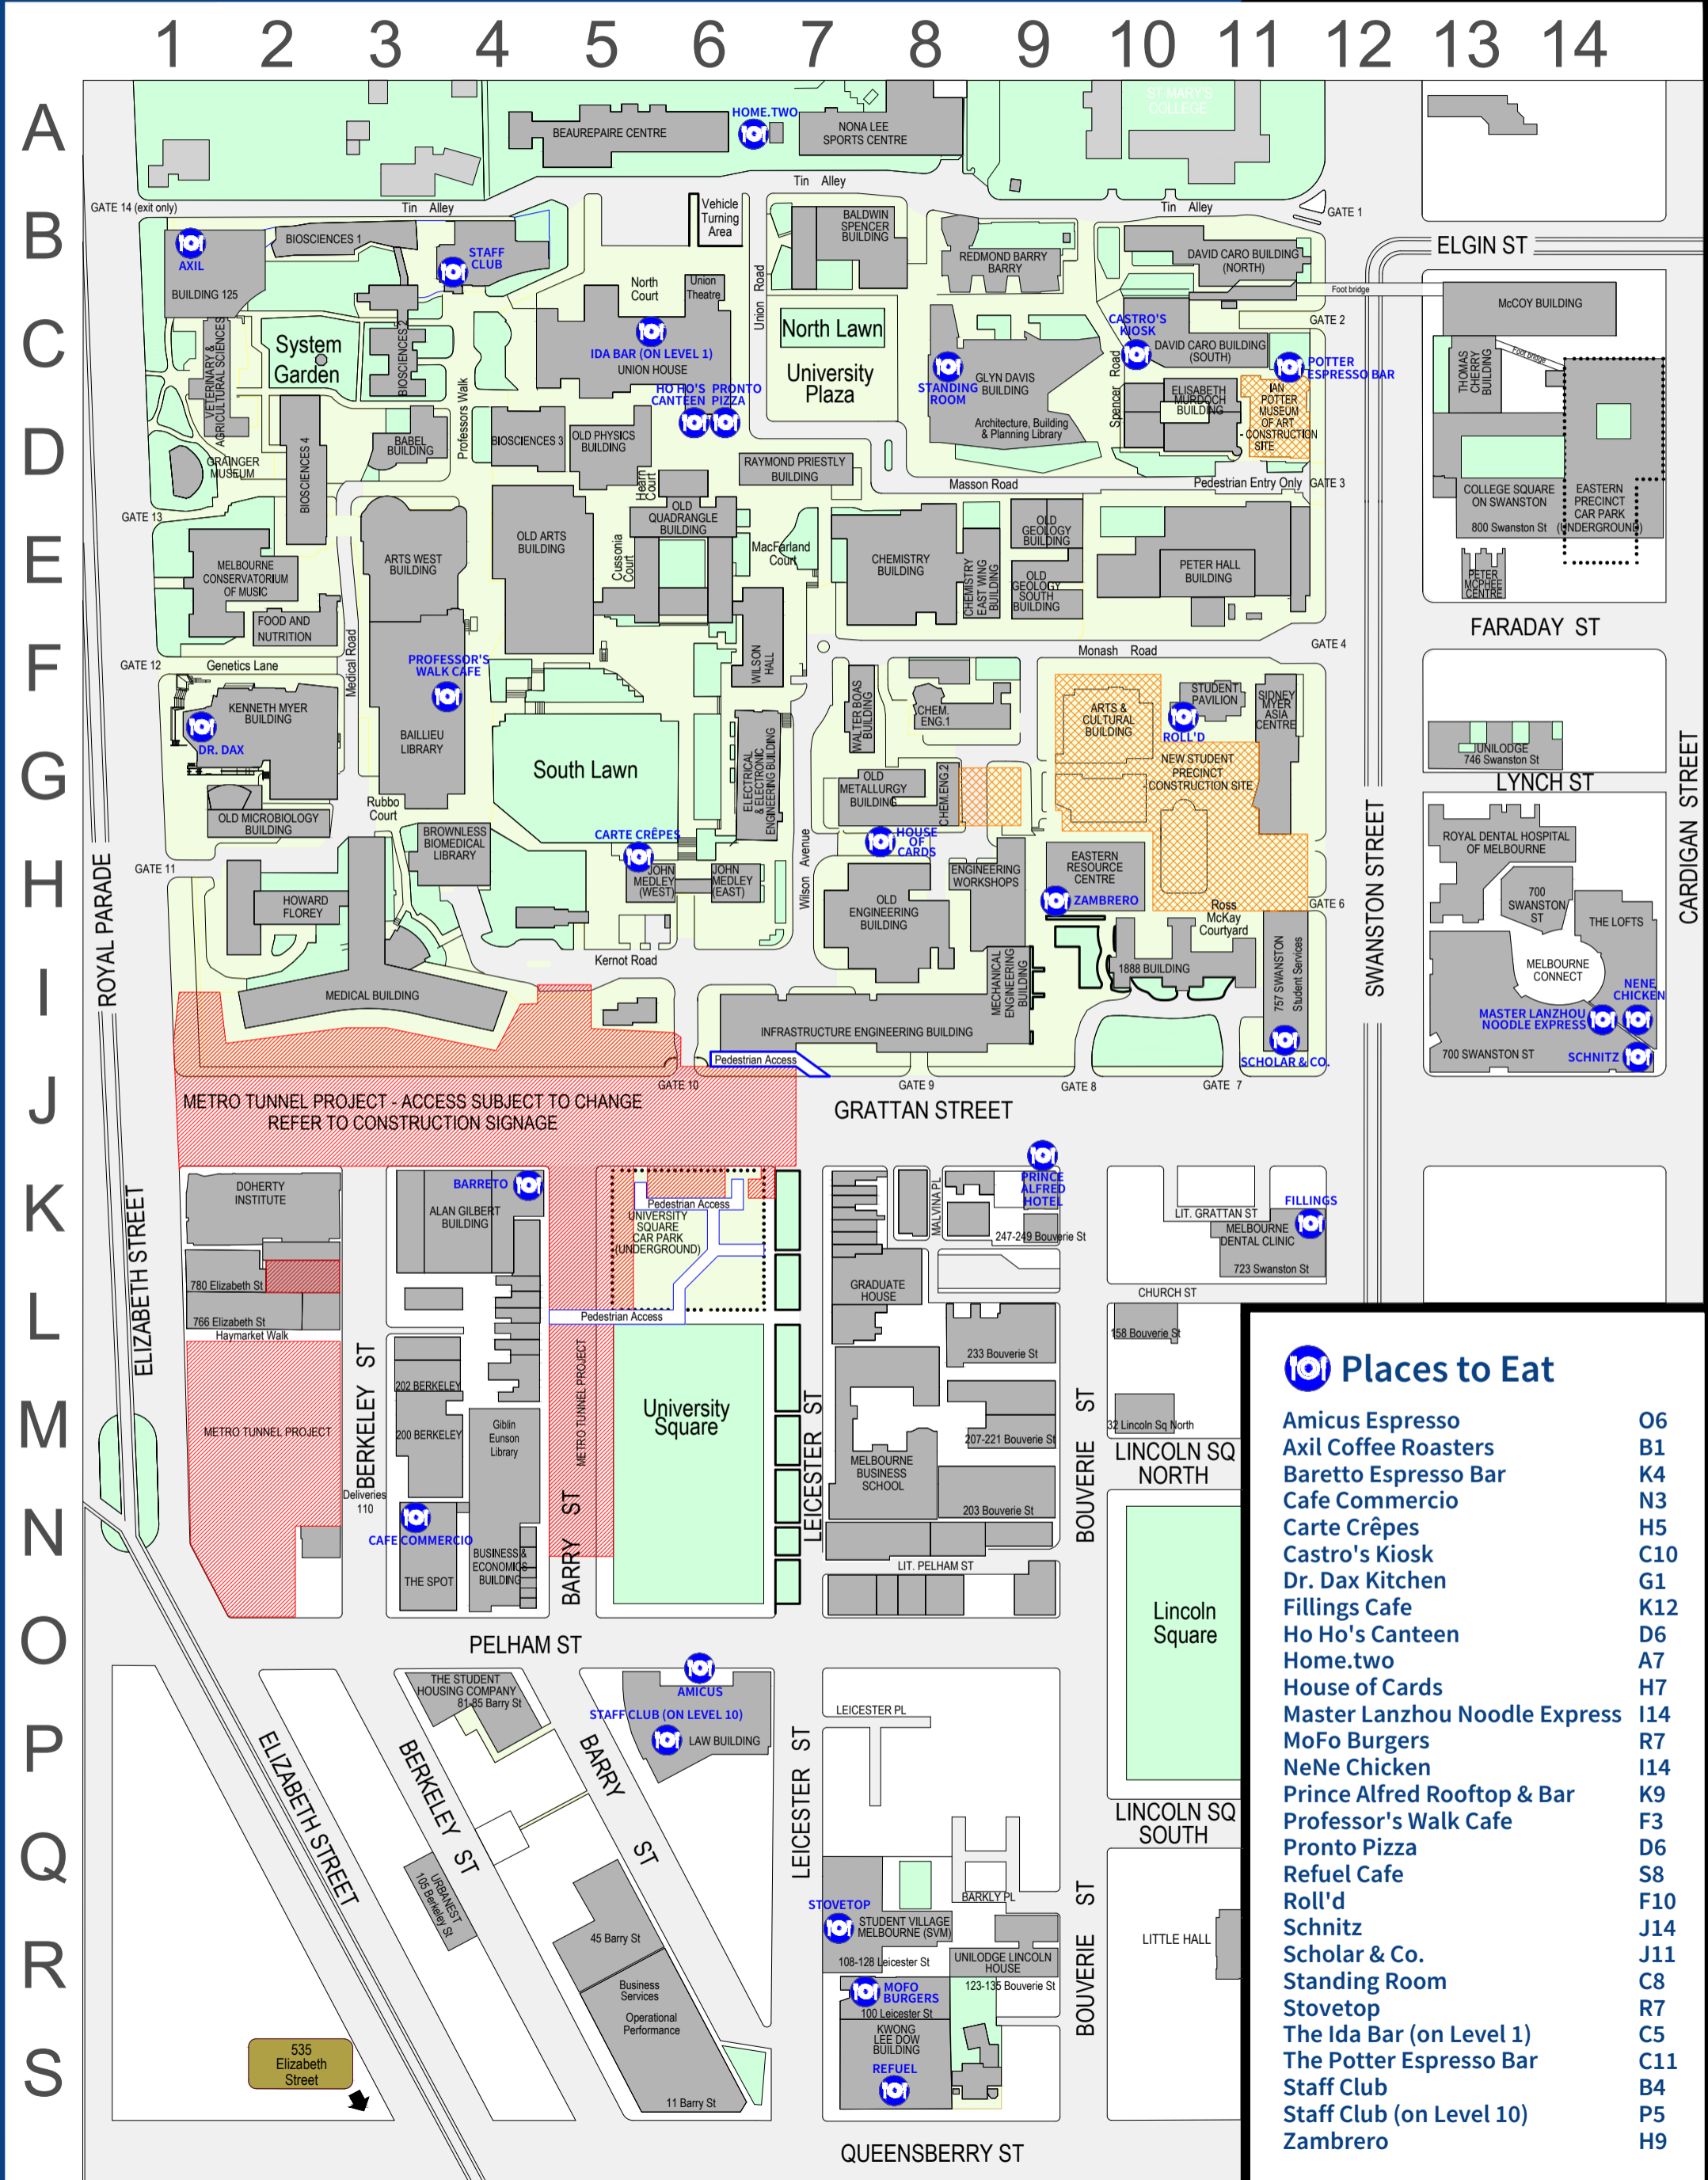 1 2 3 4 5 6 7 8 9 10 11 12 13 14
A
B
C
D
E
F
G
H
I
J
K
L
M
N
O
P
Q
R
S
ST MARY'S
COLLEGE
HOME.TWO
BEAUREPAIRE CENTRE
NONA LEE
SPORTS CENTRE
Tin Alley
GATE 14 (exit only)
Tin Alley
Vehicle
Turning
Area
Tin Alley
GATE 1
ELGIN ST
AXIL
BUILDING 125
BIOSCIENCES 1
STAFF
CLUB
BALDWIN
SPENCER
BUILDING
REDMOND BARRY
BARRY
DAVID CARO BUILDING
(NORTH)
Foot bridge
McCOY BUILDING
North
Court
Union
Theatre
Union Road
North Lawn
CASTRO'S
KIOSK
GATE 2
VETERINARY &
AGRICULTURAL SCIENCES
System
Garden
BIOSCIENCES 2
IDA BAR (ON LEVEL 1)
UNION HOUSE
University
Plaza
STANDING
ROOM
GLYN DAVIS
BUILDING
Architecture, Building
& Planning Library
DAVID CARO BUILDING
(SOUTH)
POTTER
ESPRESSO BAR
Foot bridge
THOMAS
CHERRY
BUILDING
HO HO'S
CANTEEN
PRONTO
PIZZA
Professors Walk
Spencer Road
ELISABETH
MURDOCH
BUILDING
IAN
POTTER
MUSEUM
OF ART
- CONSTRUCTION
SITE
GRAINGER
MUSEUM
BIOSCIENCES 4
BABEL
BUILDING
BIOSCIENCES 3
OLD PHYSICS
BUILDING
Hearn
Court
RAYMOND PRIESTLY
BUILDING
Masson Road
Pedestrian Entry Only
GATE 3
COLLEGE SQUARE
ON SWANSTON
800 Swanston St
EASTERN
PRECINCT
CAR PARK
(UNDERGROUND)
GATE 13
MELBOURNE
CONSERVATORIUM
OF MUSIC
ARTS WEST
BUILDING
OLD ARTS
BUILDING
OLD
QUADRANGLE
BUILDING
Cussonia
Court
MacFarland
Court
CHEMISTRY
BUILDING
CHEMISTRY
EAST WING
BUILDING
OLD
GEOLOGY
BUILDING
OLD
GEOLOGY
SOUTH
BUILDING
PETER HALL
BUILDING
PETER
MCPHEE
CENTRE
FARADAY ST
FOOD AND
NUTRITION
GATE 12
Genetics Lane
Medical Road
PROFESSOR'S
WALK CAFE
WILSON
HALL
Monash Road
GATE 4
KENNETH MYER
BUILDING
DR. DAX
BAILLIEU
LIBRARY
South Lawn
ELECTRICAL
& ELECTRONIC
ENGINEERING BUILDING
WALTER BOAS
BUILDING
CHEM.
ENG.1
ARTS &
CULTURAL
BUILDING
STUDENT
PAVILION
ROLL'D
SIDNEY
MYER
ASIA
CENTRE
UNILODGE
746 Swanston St
LYNCH ST
NEW STUDENT
PRECINCT
CONSTRUCTION SITE
OLD
METALLURGY
BUILDING
CHEM.ENG.2
OLD MICROBIOLOGY
BUILDING
Rubbo
Court
BROWNLESS
BIOMEDICAL
LIBRARY
CARTE CRÊPES
JOHN
MEDLEY
(WEST)
JOHN
MEDLEY
(EAST)
Wilson Avenue
HOUSE
OF
CARDS
ENGINEERING
WORKSHOPS
EASTERN
RESOURCE
CENTRE
ZAMBRERO
ROYAL DENTAL HOSPITAL
OF MELBOURNE
CARDIGAN STREET
SWANSTON STREET
ROYAL PARADE
GATE 11
HOWARD
FLOREY
OLD
ENGINEERING
BUILDING
Ross
McKay
Courtyard
GATE 6
700
SWANSTON
ST
THE LOFTS
Kernot Road
MEDICAL BUILDING
MECHANICAL
ENGINEERING
BUILDING
1888 BUILDING
757 SWANSTON
Student Services
MELBOURNE
CONNECT
NENE
CHICKEN
MASTER LANZHOU
NOODLE EXPRESS
INFRASTRUCTURE ENGINEERING BUILDING
Pedestrian Access
SCHOLAR & CO.
700 SWANSTON ST
SCHNITZ
GATE 10
GATE 9
GATE 8
GATE 7
METRO TUNNEL PROJECT - ACCESS SUBJECT TO CHANGE
REFER TO CONSTRUCTION SIGNAGE
GRATTAN STREET
ELIZABETH STREET
DOHERTY
INSTITUTE
BARRETO
ALAN GILBERT
BUILDING
Pedestrian Access
UNIVERSITY
SQUARE
CAR PARK
(UNDERGROUND)
MALVINA PL
PRINCE
ALFRED
HOTEL
247-249 Bouverie St
LIT. GRATTAN ST
FILLINGS
MELBOURNE
DENTAL CLINIC
723 Swanston St
780 Elizabeth St
GRADUATE
HOUSE
CHURCH ST
766 Elizabeth St
Haymarket Walk
Pedestrian Access
158 Bouverie St
BERKELEY ST
METRO TUNNEL PROJECT
233 Bouverie St
202 BERKELEY
University
Square
LEICESTER ST
BOUVERIE ST
METRO TUNNEL PROJECT
200 BERKELEY
Giblin
Eunson
Library
207-221 Bouverie St
32 Lincoln Sq North
LINCOLN SQ
NORTH
MELBOURNE
BUSINESS
SCHOOL
Deliveries
110
203 Bouverie St
CAFE COMMERCIO
BARRY ST
THE SPOT
BUSINESS &
ECONOMICS
BUILDING
LIT. PELHAM ST
Lincoln
Square
PELHAM ST
THE STUDENT
HOUSING COMPANY
81-85 Barry St
AMICUS
STAFF CLUB (ON LEVEL 10)
LAW BUILDING
LEICESTER PL
ELIZABETH STREET
BERKELEY ST
BARRY ST
LEICESTER ST
LINCOLN SQ
SOUTH
URBANEST
105 Berkeley St
BARKLY PL
STOVETOP
STUDENT VILLAGE
MELBOURNE (SVM)
108-128 Leicester St
45 Barry St
UNILODGE LINCOLN
HOUSE
123-135 Bouverie St
LITTLE HALL
BOUVERIE ST
Business
Services
Operational
Performance
MOFO
BURGERS
100 Leicester St
KWONG
LEE DOW
BUILDING
REFUEL
535
Elizabeth
Street
11 Barry St
QUEENSBERRY ST
Places to Eat
Amicus Espresso O6
Axil Coffee Roasters B1
Baretto Espresso Bar K4
Cafe Commercio N3
Carte Crêpes H5
Castro's Kiosk C10
Dr. Dax Kitchen G1
Fillings Cafe K12
Ho Ho's Canteen D6
Home.two A7
House of Cards H7
Master Lanzhou Noodle Express I14
MoFo Burgers R7
NeNe Chicken I14
Prince Alfred Rooftop & Bar K9
Professor's Walk Cafe F3
Pronto Pizza D6
Refuel Cafe S8
Roll'd F10
Schnitz J14
Scholar & Co. J11
Standing Room C8
Stovetop R7
The Ida Bar (on Level 1) C5
The Potter Espresso Bar C11
Staff Club B4
Staff Club (on Level 10) P5
Zambrero H9